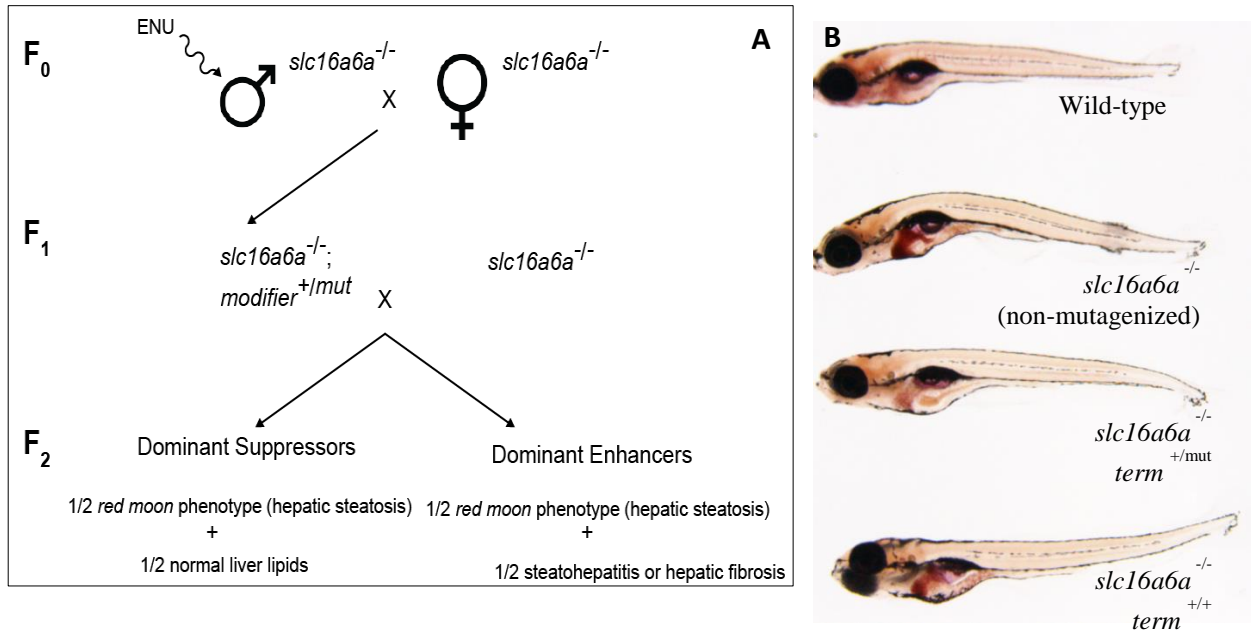 ENU
A
F0
slc16a6a-/-
X
slc16a6a-/-
F1
slc16a6a-/-;
modifier+/mut
X
slc16a6a-/-
F2
Dominant Suppressors
Dominant Enhancers
1/2 red moon phenotype (hepatic steatosis)
+
1/2 normal liver lipids
1/2 red moon phenotype (hepatic steatosis)
+
1/2 steatohepatitis or hepatic fibrosis
B
Wild-type
slc16a6a-/-
(non-mutagenized)
slc16a6a-/-
term+/mut
slc16a6a-/-
term+/+